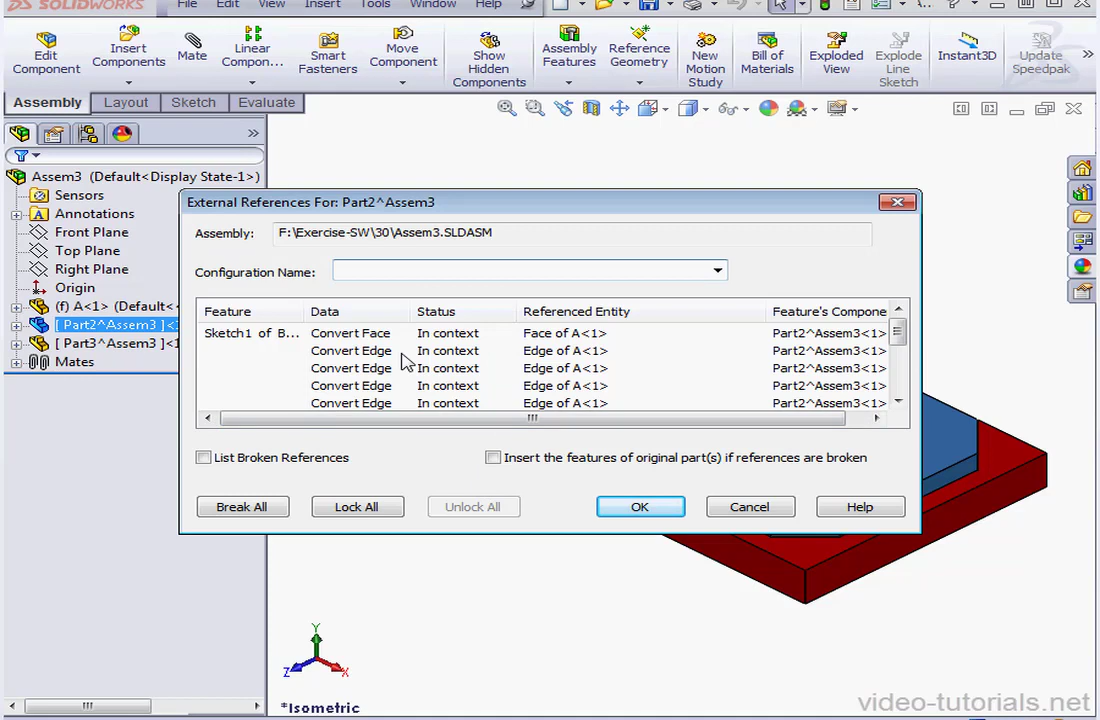 SOLIDWORKS File Edit View Insert Tools Window Help
Edit Component
Insert Components
Mate
Linear Compon...
Smart Fasteners
Move Component
Show Hidden Components
Assembly Features
Reference Geometry
New Motion Study
Bill of Materials
Exploded View
Explode Line Sketch
Instant3D
Update Speedpak
Assembly Layout Sketch Evaluate
Assem3 (Default<Display State-1>)
Sensors
Annotations
Front Plane
Top Plane
Right Plane
Origin
(f) A<1> (Default<
[ Part2^Assem3 ]<1
[ Part3^Assem3 ]<1
Mates
External References For: Part2^Assem3
Assembly: F:\Exercise-SW\30\Assem3.SLDASM
Configuration Name:
Feature Data Status Referenced Entity Feature's Compone
Sketch1 of B... Convert Face In context Face of A<1> Part2^Assem3<1>
Convert Edge In context Edge of A<1> Part2^Assem3<1>
Convert Edge In context Edge of A<1> Part2^Assem3<1>
Convert Edge In context Edge of A<1> Part2^Assem3<1>
Convert Edge In context Edge of A<1> Part2^Assem3<1>
List Broken References Insert the features of original part(s) if references are broken
Break All Lock All Unlock All OK Cancel Help
Y
Z X
*Isometric
video-tutorials.net